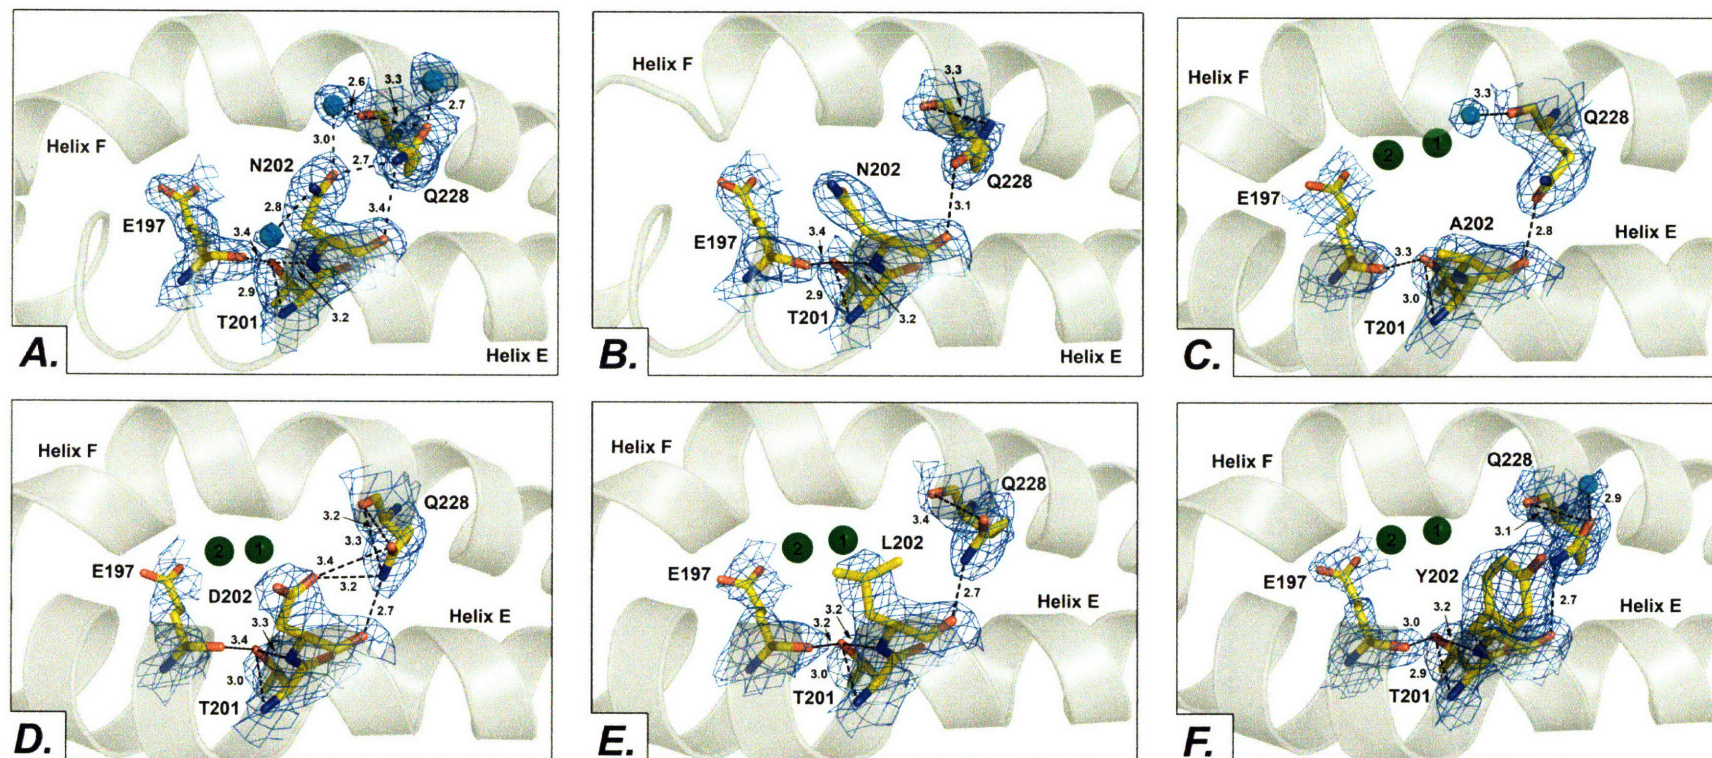 Helix F
2.6
3.3
2.7
3.0
N202
2.7
Q228
E197
2.8
3.4
3.4
2.9
T201
3.2
Helix E
A.
Helix F
3.3
N202
Q228
E197
3.4
3.1
2.9
T201
3.2
Helix E
B.
Helix F
3.3
Q228
1
2
E197
A202
Helix E
3.3
2.8
3.0
T201
C.
Helix F
Q228
3.2
3.3
2 1
E197
3.4
3.2
D202
Helix E
2.7
3.3
3.4
3.0
T201
D.
Helix F
Q228
3.4
2 1
L202
E197
2.7
Helix E
3.2
3.2
3.0
T201
E.
Helix F
Q228
2.9
3.1
2 1
E197
Y202
2.7
Helix E
3.0
3.2
2.9
T201
F.